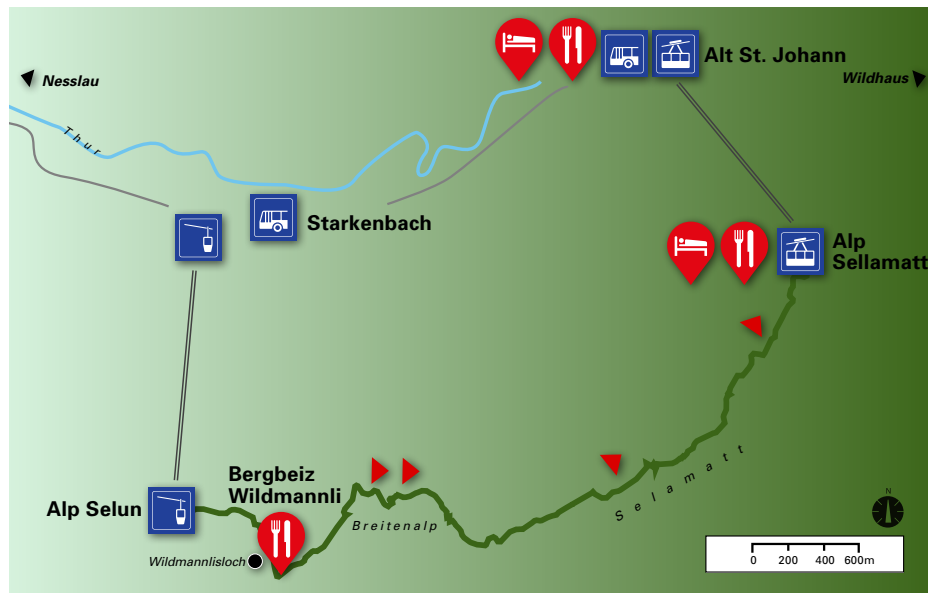 Alt St. Johann
Nesslau
Wildhaus
Thur
Starkenbach
Alp
Sellamatt
Bergbeiz
Wildmannli
Alp Selun
Selamatt
Breitenalp
Wildmannlisloch
N
0 200 400 600m